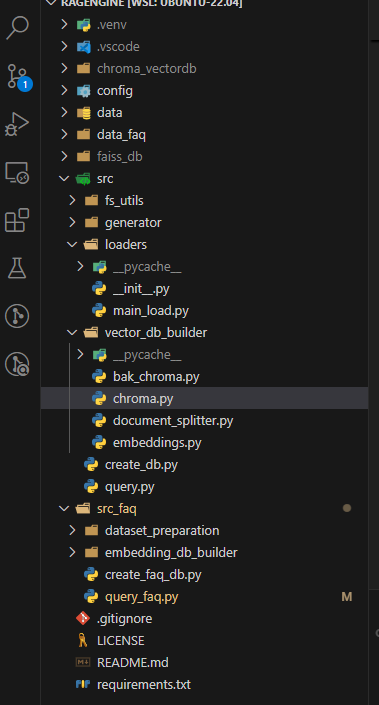 RAGENGINE [WSL: UBUNTU-22.04]
.venv
.vscode
chroma_vectordb
config
data
data_faq
faiss_db
src
fs_utils
generator
loaders
__pycache__
__init__.py
main_load.py
vector_db_builder
__pycache__
bak_chroma.py
chroma.py
document_splitter.py
embeddings.py
create_db.py
query.py
src_faq
dataset_preparation
embedding_db_builder
create_faq_db.py
query_faq.py M
.gitignore
LICENSE
README.md
requirements.txt
1